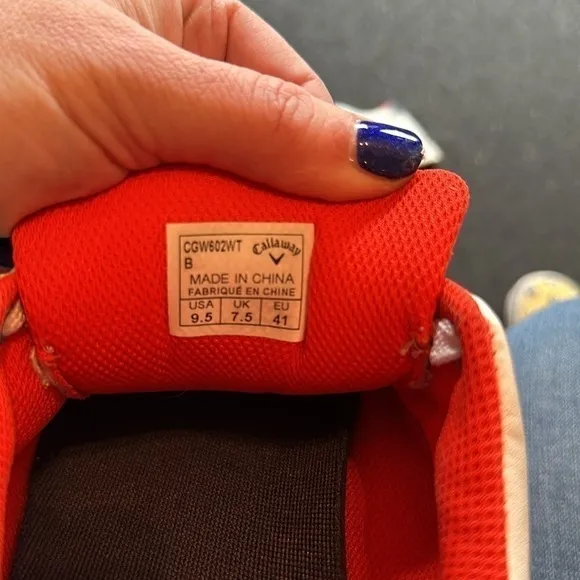 CGW602WT Callaway
B
MADE IN CHINA
FABRIQUÉ EN CHINE
USA UK EU
9.5 7.5 41